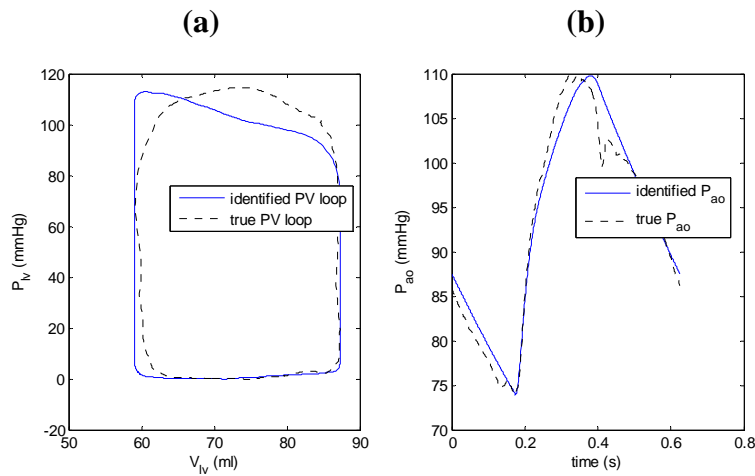 (a)
120
100
80
60
40
20
0
-20
50 60 70 80 90
P_lv (mmHg)
V_lv (ml)
identified PV loop
true PV loop
(b)
110
105
100
95
90
85
80
75
70
0 0.2 0.4 0.6 0.8
P_ao (mmHg)
time (s)
identified P_ao
true P_ao